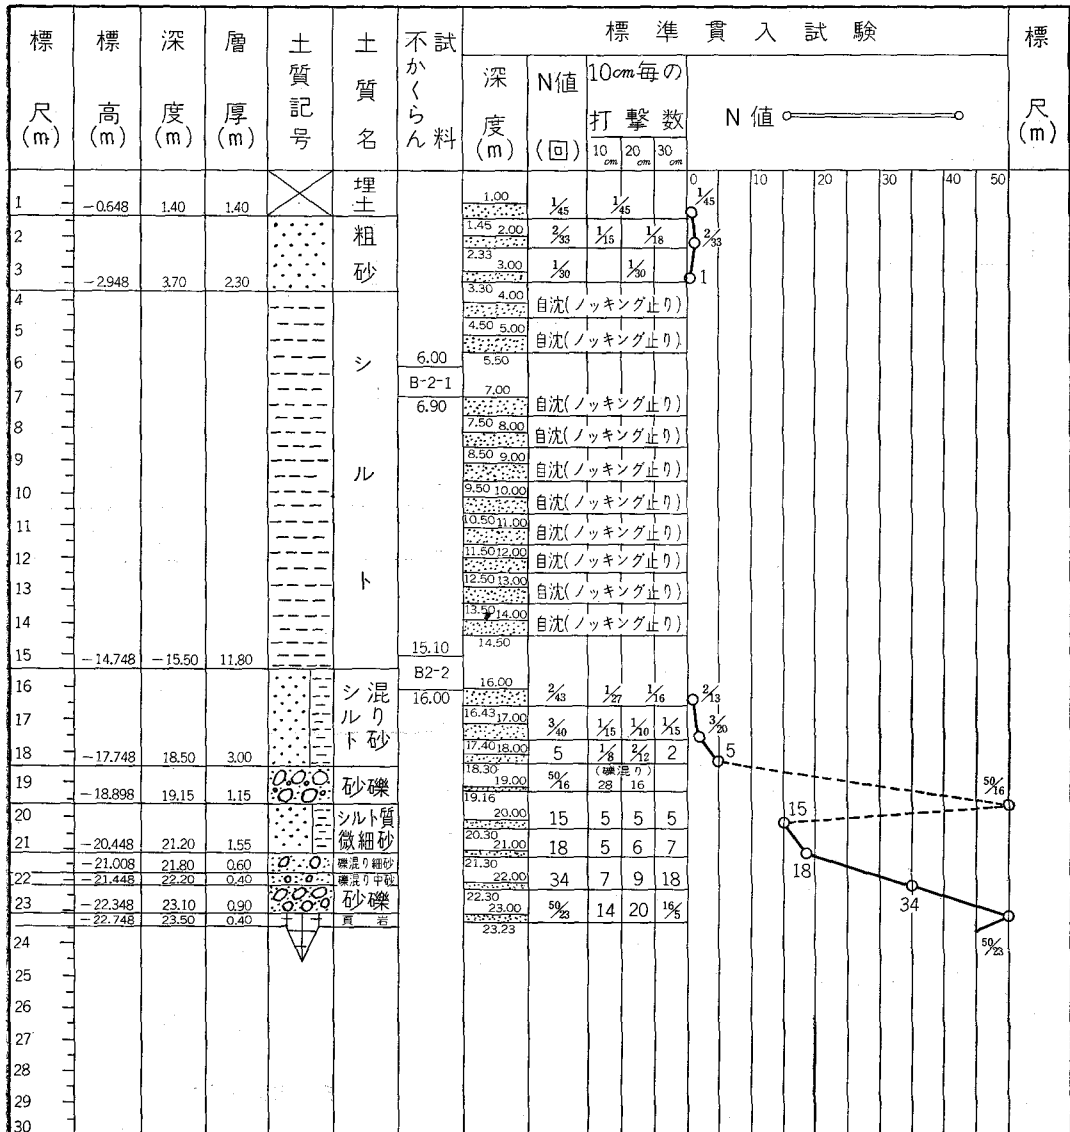 標尺(m) 標高(m) 深度(m) 層厚(m) 土質記号 土質名 不かくらん試料 標準貫入試験 標尺(m)
深度(m) N値(回) 10cm毎の打撃数 N値
10cm 20cm 30cm
0 10 20 30 40 50
1 -0.648 1.40 1.40 埋土 1.00 1/45 1/45 1/45
2 粗砂 1.45 2.00 2/33 1/15 1/18 2/33
2.33
3 -2.948 3.70 2.30 3.00 1/30 1/30 1
3.30
4 シルト 4.00 自沈(ノッキング止り)
5 4.50 5.00 自沈(ノッキング止り)
6 6.00 5.50
B-2-1
7 6.90 7.00 自沈(ノッキング止り)
8 7.50 8.00 自沈(ノッキング止り)
9 8.50 9.00 自沈(ノッキング止り)
10 9.50 10.00 自沈(ノッキング止り)
11 10.50 11.00 自沈(ノッキング止り)
12 11.50 12.00 自沈(ノッキング止り)
13 12.50 13.00 自沈(ノッキング止り)
14 13.50 14.00 自沈(ノッキング止り)
15 -14.748 -15.50 11.80 15.10 14.50
B2-2
16 シルト混り砂 16.00 16.00 2/43 1/27 1/16 2/13
17 16.43 17.00 3/40 1/15 1/10 1/15 3/20
18 -17.748 18.50 3.00 17.40 18.00 5 1/8 2/12 2 5
18.30 (礫混り)
19 -18.898 19.15 1.15 砂礫 19.00 50/16 28 16 50/16
19.16
20 シルト質微細砂 20.00 15 5 5 5 15
20.30
21 -20.448 21.20 1.55 21.00 18 5 6 7 18
-21.008 21.80 0.60 礫混り細砂 21.30
22 -21.448 22.20 0.40 礫混り中砂 22.00 34 7 9 18 34
22.30
23 -22.348 23.10 0.90 砂礫 23.00 50/23 14 20 16/5 50/23
-22.748 23.50 0.40 頁岩 23.23
24
25
26
27
28
29
30